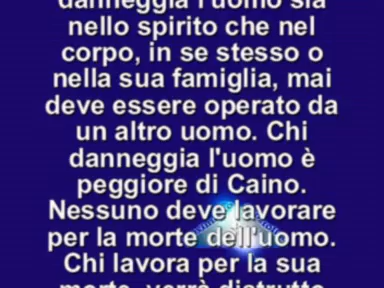 danneggia l'uomo sia
nello spirito che nel
corpo, in se stesso o
nella sua famiglia, mai
deve essere operato da
un altro uomo. Chi
danneggia l'uomo è
peggiore di Caino.
Nessuno deve lavorare
per la morte dell'uomo.
Chi lavora per la sua
morte, verrà distrutto